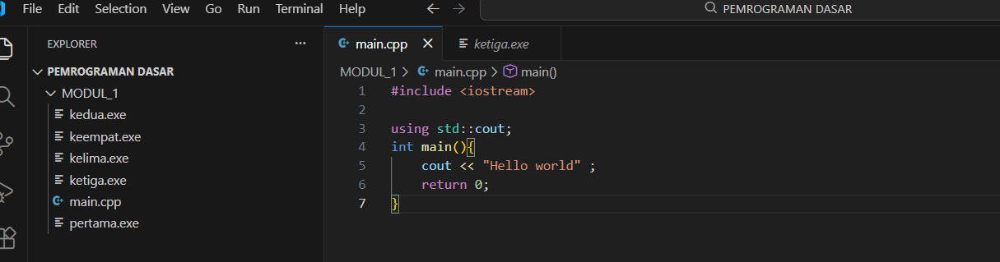 File Edit Selection View Go Run Terminal Help PEMROGRAMAN DASAR
EXPLORER
PEMROGRAMAN DASAR
MODUL_1
kedua.exe
keempat.exe
kelima.exe
ketiga.exe
main.cpp
pertama.exe
main.cpp ketiga.exe
MODUL_1 > main.cpp > main()
1 #include <iostream>
2
3 using std::cout;
4 int main(){
5 cout << "Hello world" ;
6 return 0;
7 }